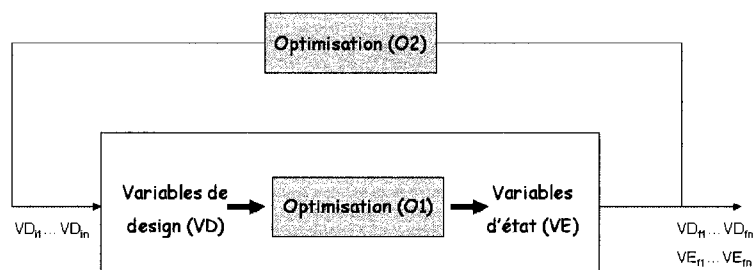 Optimisation (O2)
Variables de
design (VD)
Optimisation (O1)
Variables
d'état (VE)
VDi1... VDin
VDf1... VDfn
VEf1... VEfn